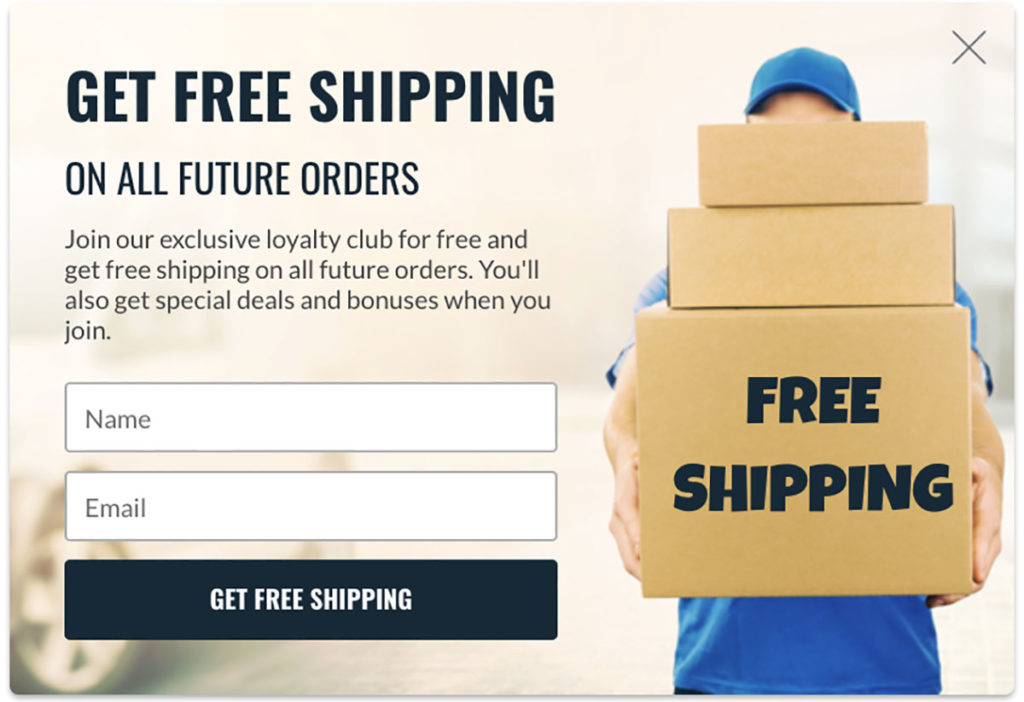 GET FREE SHIPPING
ON ALL FUTURE ORDERS
Join our exclusive loyalty club for free and
get free shipping on all future orders. You'll
also get special deals and bonuses when you
join.
Name
Email
GET FREE SHIPPING
FREE
SHIPPING